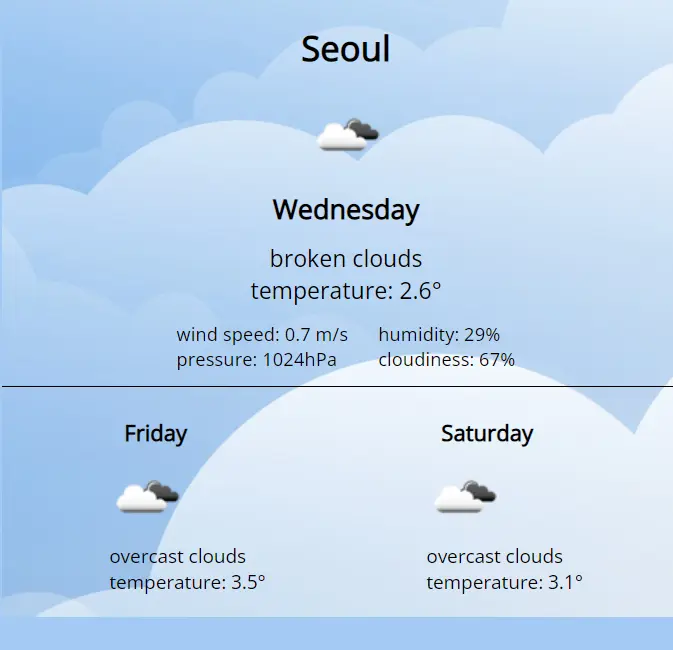 Seoul
Wednesday
broken clouds
temperature: 2.6°
wind speed: 0.7 m/s humidity: 29%
pressure: 1024hPa cloudiness: 67%
Friday Saturday
overcast clouds overcast clouds
temperature: 3.5° temperature: 3.1°